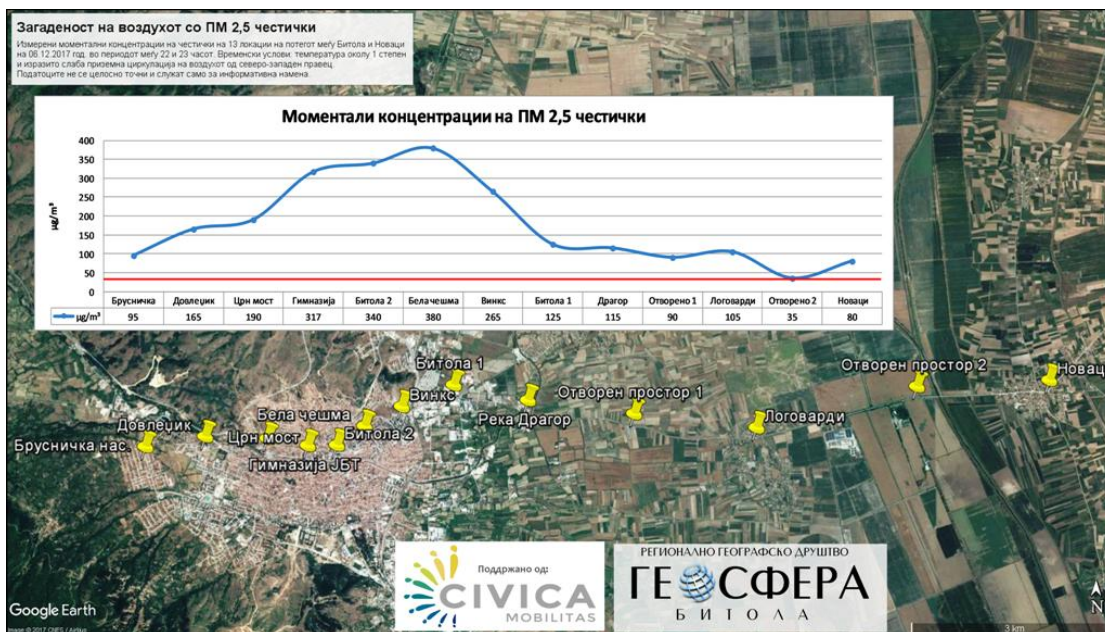 Загаденост на воздухот со ПМ 2,5 честички
Измерени моментални концентрации на честички на 13 локации на потегот меѓу Битола и Новаци
на 06.12.2017 год. во периодот меѓу 22 и 23 часот. Временски услови: температура околу 1 степен
и изразито слаба приземна циркулација на воздухот од северо-западен правец.
Податоците не се целосно точни и служат само за информативна намена.
Моментали концентрации на ПМ 2,5 честички
400
350
300
250
200
150
100
50
0
µg/m³
Брусничка Довлеџик Црн мост Гимназија Битола 2 Бела чешма Винкс Битола 1 Драгор Отворено 1 Логоварди Отворено 2 Новаци
µg/m³ 95 165 190 317 340 380 265 125 115 90 105 35 80
Битола 1
Отворен простор 2
Новац
Винкс
Отворен простор 1
Бела чешма
Река Драгор
Логоварди
Довлеџик
Црн мост
Битола 2
Брусничка нас.
Гимназија ЈБТ
Поддржано од:
CIVICA
MOBILITAS
РЕГИОНАЛНО ГЕОГРАФСКО ДРУШТВО
ГЕОСФЕРА
БИТОЛА
Google Earth
Image © 2017 CNES / Airbus
N
3 km